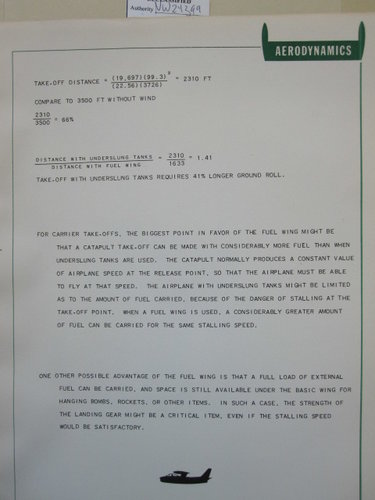 DECLASSIFIED
Authority NW 24299
AERODYNAMICS
TAKE-OFF DISTANCE = (19,697)(99.3)² / (22.56)(3726) = 2310 FT
COMPARE TO 3500 FT WITHOUT WIND
2310 / 3500 = 66%
DISTANCE WITH UNDERSLUNG TANKS / DISTANCE WITH FUEL WING = 2310 / 1633 = 1.41
TAKE-OFF WITH UNDERSLUNG TANKS REQUIRES 41% LONGER GROUND ROLL.
FOR CARRIER TAKE-OFFS, THE BIGGEST POINT IN FAVOR OF THE FUEL WING MIGHT BE
THAT A CATAPULT TAKE-OFF CAN BE MADE WITH CONSIDERABLY MORE FUEL THAN WHEN
UNDERSLUNG TANKS ARE USED. THE CATAPULT NORMALLY PRODUCES A CONSTANT VALUE
OF AIRPLANE SPEED AT THE RELEASE POINT, SO THAT THE AIRPLANE MUST BE ABLE
TO FLY AT THAT SPEED. THE AIRPLANE WITH UNDERSLUNG TANKS MIGHT BE LIMITED
AS TO THE AMOUNT OF FUEL CARRIED, BECAUSE OF THE DANGER OF STALLING AT THE
TAKE-OFF POINT. WHEN A FUEL WING IS USED, A CONSIDERABLY GREATER AMOUNT
OF FUEL CAN BE CARRIED FOR THE SAME STALLING SPEED.
ONE OTHER POSSIBLE ADVANTAGE OF THE FUEL WING IS THAT A FULL LOAD OF EXTERNAL
FUEL CAN BE CARRIED, AND SPACE IS STILL AVAILABLE UNDER THE BASIC WING FOR
HANGING BOMBS, ROCKETS, OR OTHER ITEMS. IN SUCH A CASE, THE STRENGTH OF
THE LANDING GEAR MIGHT BE A CRITICAL ITEM, EVEN IF THE STALLING SPEED
WOULD BE SATISFACTORY.